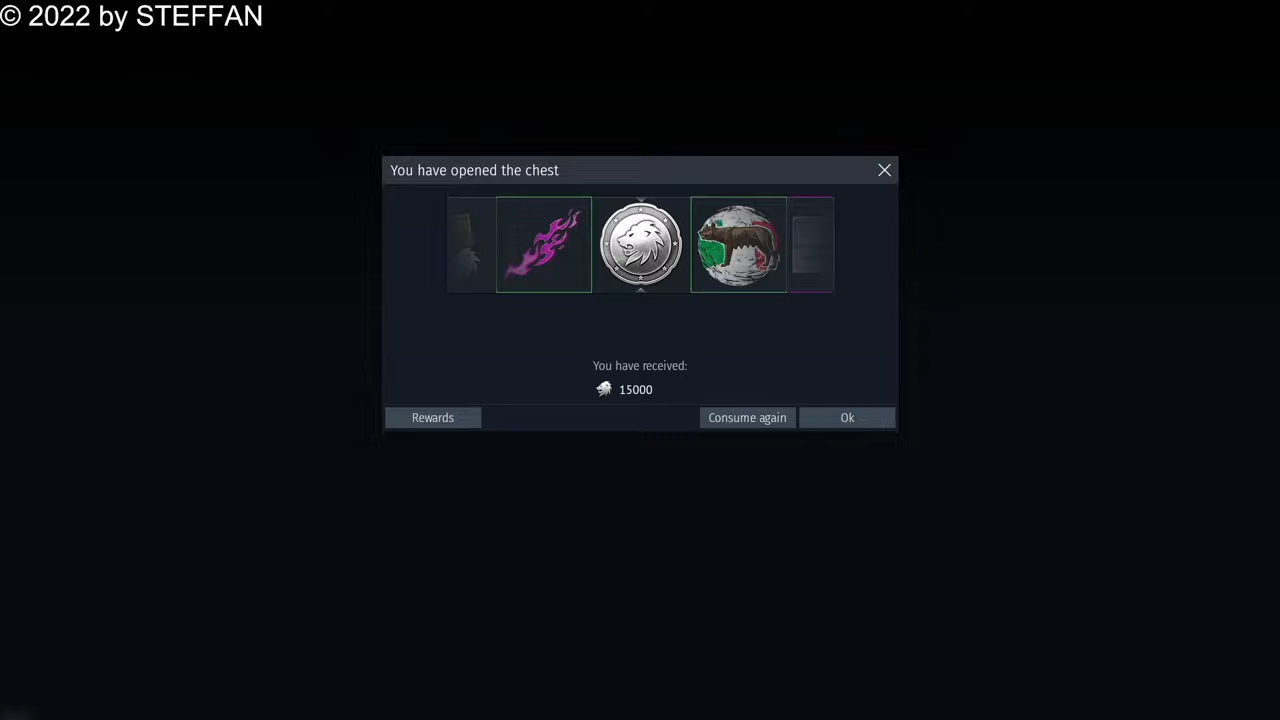 © 2022 by STEFFAN
You have opened the chest
You have received:
15000
Rewards
Consume again
Ok